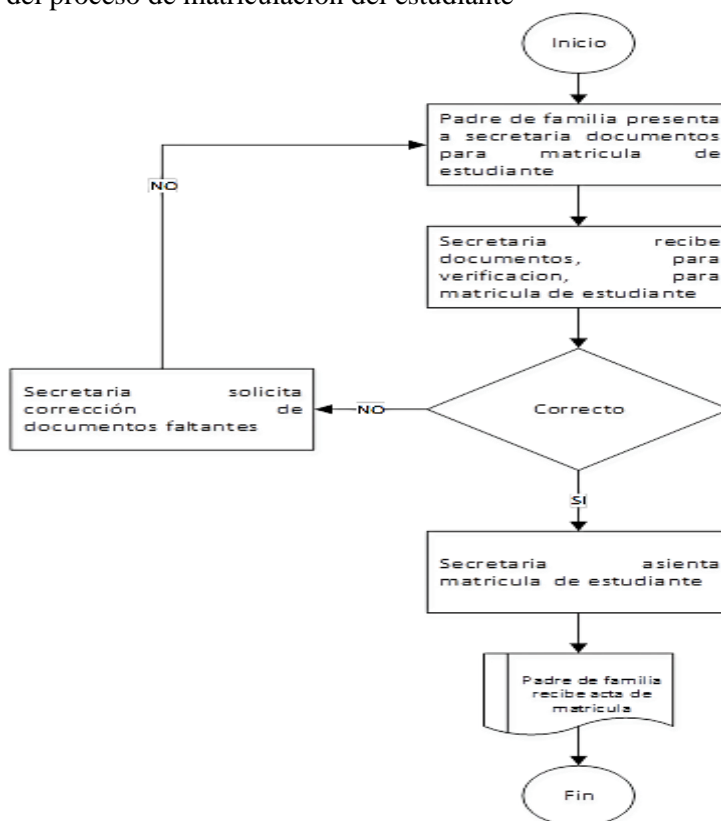 del proceso de matriculación del estudiante
Inicio
Padre de familia presenta
a secretaria documentos
para matricula de
estudiante
NO
Secretaria recibe
documentos, para
verificacion, para
matricula de estudiante
Secretaria solicita
corrección de
documentos faltantes
NO
Correcto
SI
Secretaria asienta
matricula de estudiante
Padre de familia
recibe acta de
matricula
Fin